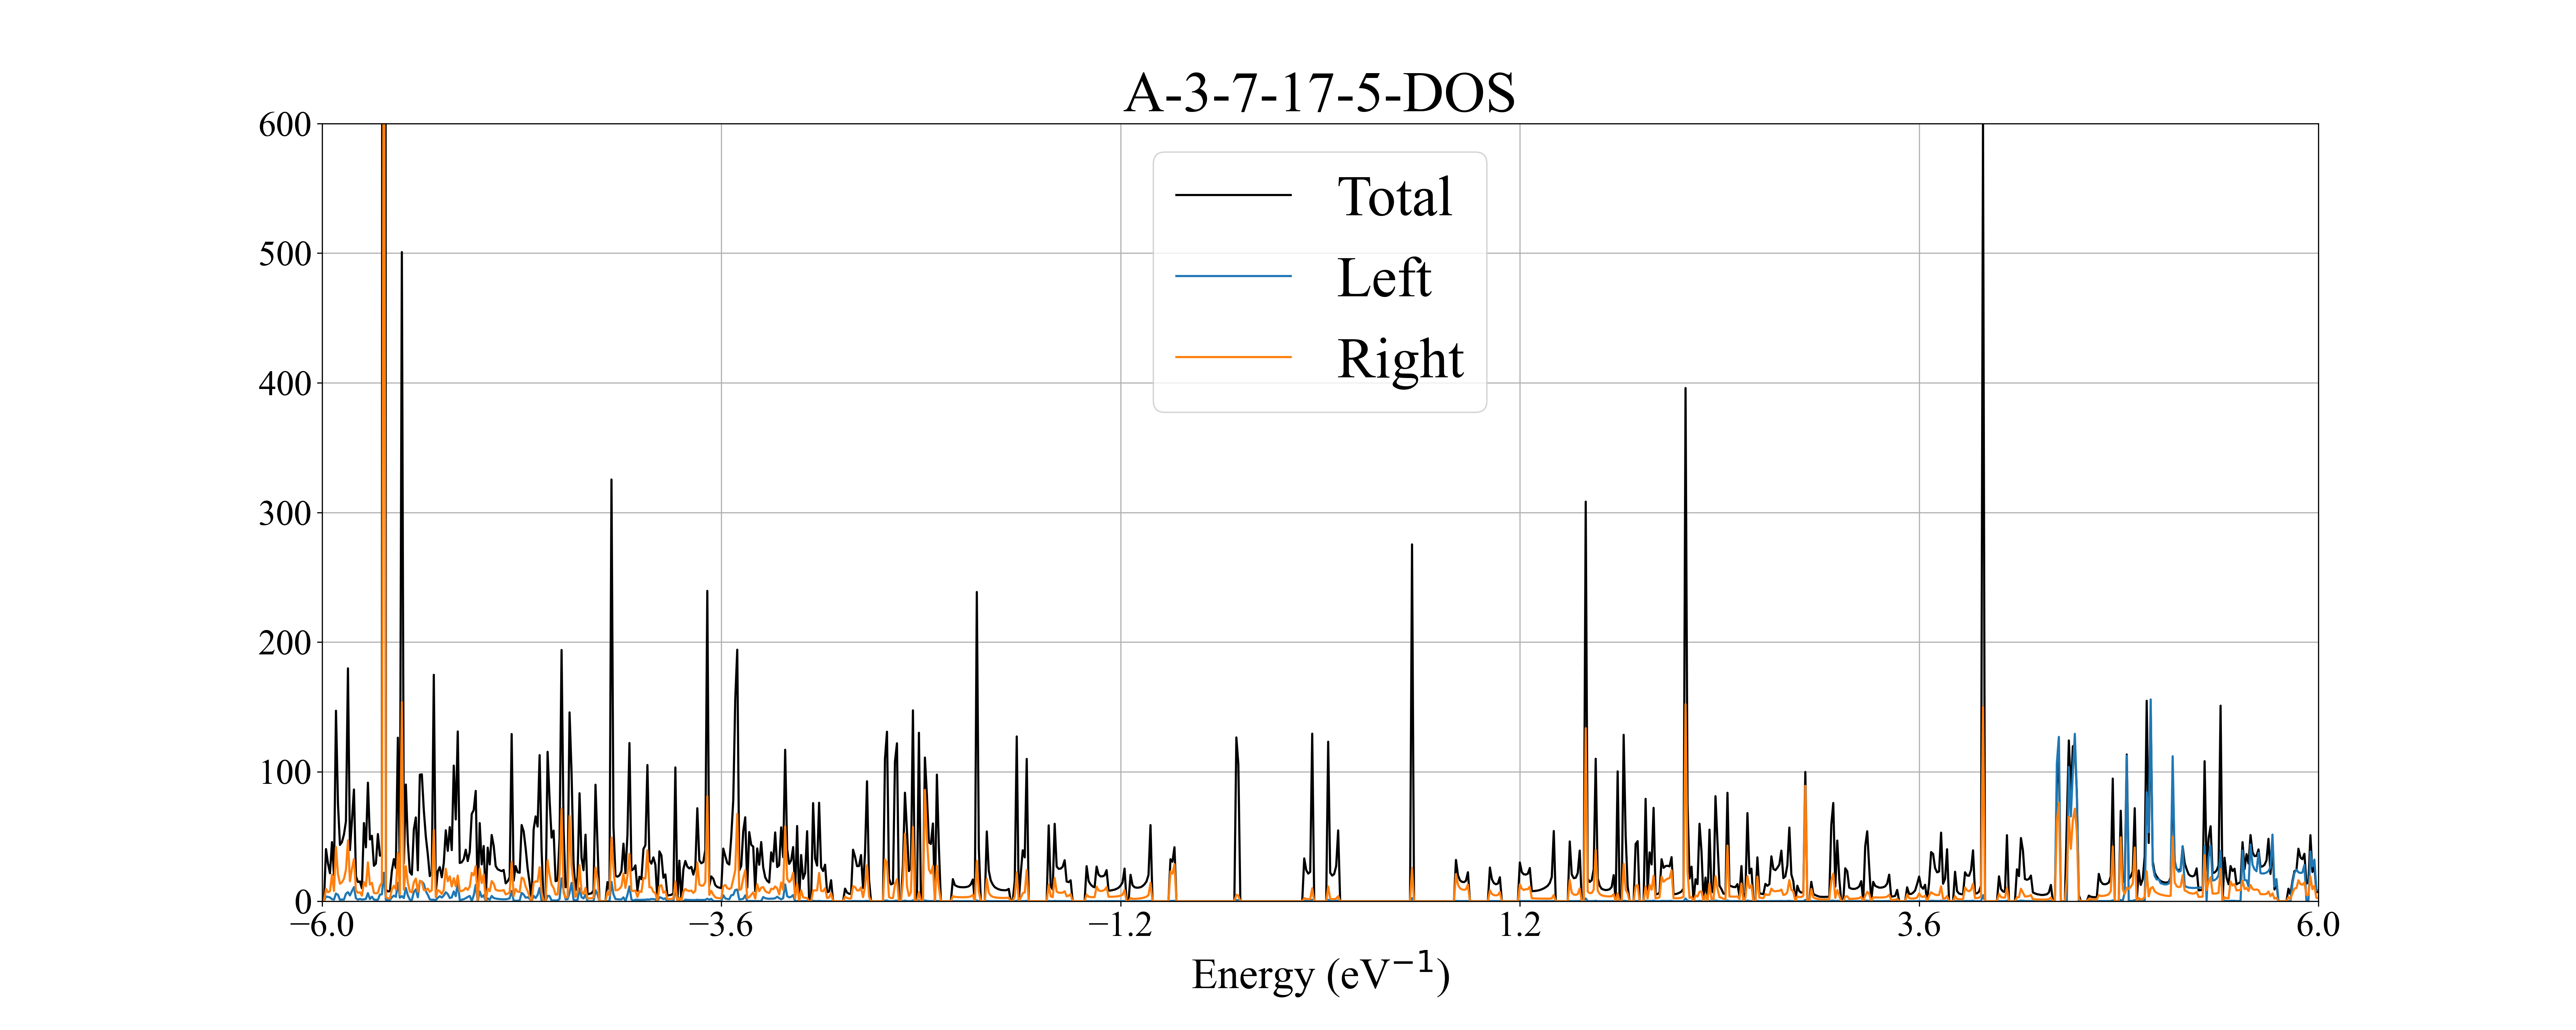 A-3-7-17-5-DOS
600
500
400
300
200
100
0
Total
Left
Right
−6.0 −3.6 −1.2 1.2 3.6 6.0
Energy (eV⁻¹)